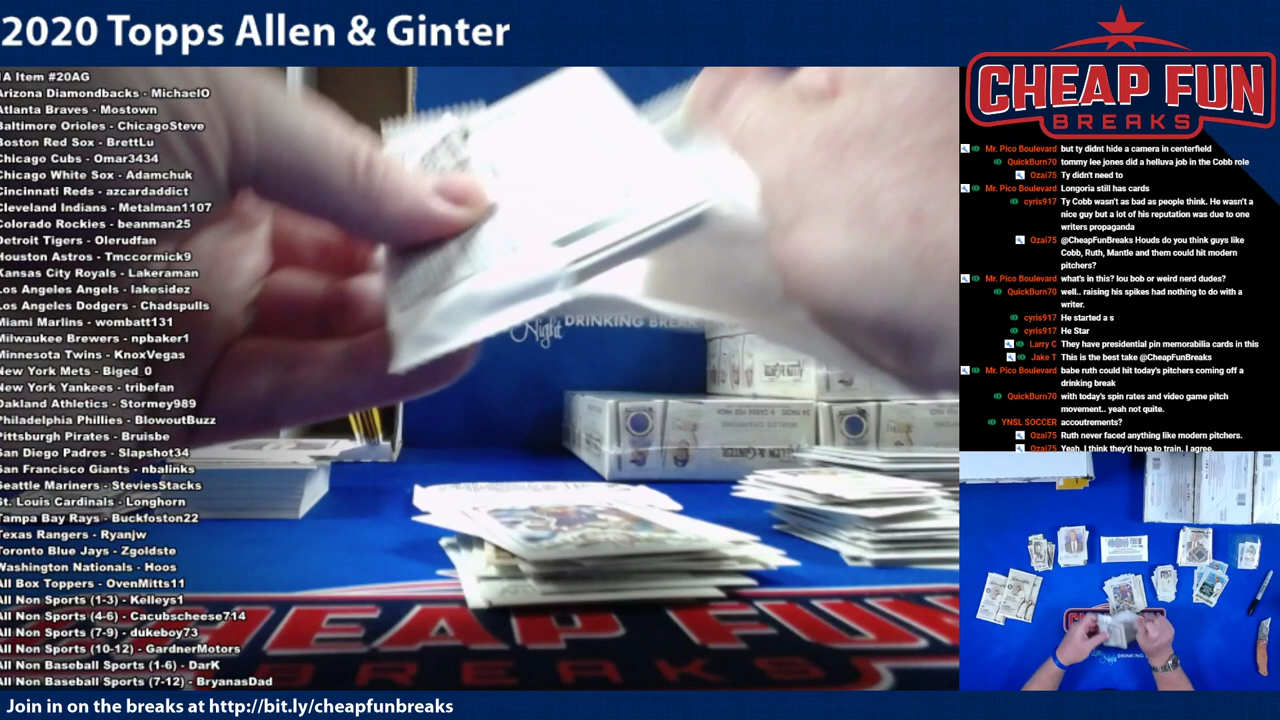 2020 Topps Allen & Ginter
A Item #20AG
Arizona Diamondbacks - MichaelO
Atlanta Braves - Mostown
Baltimore Orioles - ChicagoSteve
Boston Red Sox - BrettLu
Chicago Cubs - Omar3434
Chicago White Sox - Adamchuk
Cincinnati Reds - azcardaddict
Cleveland Indians - Metalman1107
Colorado Rockies - beanman25
Detroit Tigers - Olerudfan
Houston Astros - Tmccormick9
Kansas City Royals - Lakeraman
Los Angeles Angels - lakesidez
Los Angeles Dodgers - Chadspulls
Miami Marlins - wombatt131
Milwaukee Brewers - npbaker1
Minnesota Twins - KnoxVegas
New York Mets - Biged_0
New York Yankees - tribefan
Oakland Athletics - Stormey989
Philadelphia Phillies - BlowoutBuzz
Pittsburgh Pirates - Bruisbe
San Diego Padres - Slapshot34
San Francisco Giants - nbalinks
Seattle Mariners - SteviesStacks
St. Louis Cardinals - Longhorn
Tampa Bay Rays - Buckfoston22
Texas Rangers - Ryanjw
Toronto Blue Jays - Zgoldste
Washington Nationals - Hoos
All Box Toppers - OvenMitts11
All Non Sports (1-3) - Kelleys1
All Non Sports (4-6) - Cacubscheese714
All Non Sports (7-9) - dukeboy73
All Non Sports (10-12) - GardnerMotors
All Non Baseball Sports (1-6) - DarK
All Non Baseball Sports (7-12) - BryanasDad
Night DRINKING BREAK
CHEAP FUN
BREAKS
CHEAP FUN
BREAKS
Mr. Pico Boulevard but ty didnt hide a camera in centerfield
QuickBurn70 tommy lee jones did a helluva job in the Cobb role
Ozai75 Ty didn't need to
Mr. Pico Boulevard Longoria still has cards
cyris917 Ty Cobb wasn't as bad as people think. He wasn't a
nice guy but a lot of his reputation was due to one
writers propaganda
Ozai75 @CheapFunBreaks Houds do you think guys like
Cobb, Ruth, Mantle and them could hit modern
pitchers?
Mr. Pico Boulevard what's in this? lou bob or weird nerd dudes?
QuickBurn70 well.. raising his spikes had nothing to do with a
writer.
cyris917 He started a s
cyris917 He Star
Larry C They have presidential pin memorabilia cards in this
Jake T This is the best take @CheapFunBreaks
Mr. Pico Boulevard babe ruth could hit today's pitchers coming off a
drinking break
QuickBurn70 with today's spin rates and video game pitch
movement.. yeah not quite.
YNSL SOCCER accoutrements?
Ozai75 Ruth never faced anything like modern pitchers.
Ozai75 Yeah, I think they'd have to train, I agree.
Join in on the breaks at http://bit.ly/cheapfunbreaks